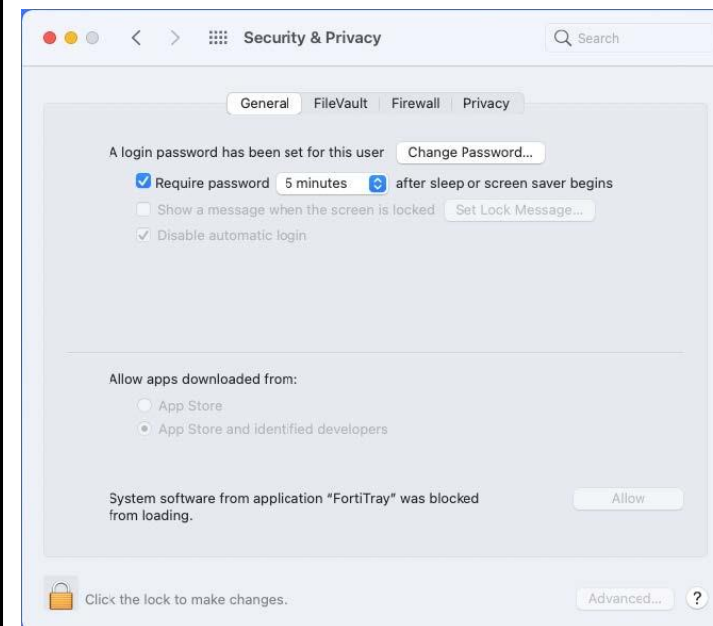 Security & Privacy
Search
General FileVault Firewall Privacy
A login password has been set for this user Change Password...
Require password 5 minutes after sleep or screen saver begins
Show a message when the screen is locked Set Lock Message...
Disable automatic login
Allow apps downloaded from:
App Store
App Store and identified developers
System software from application “FortiTray” was blocked
from loading.
Allow
Click the lock to make changes.
Advanced... ?